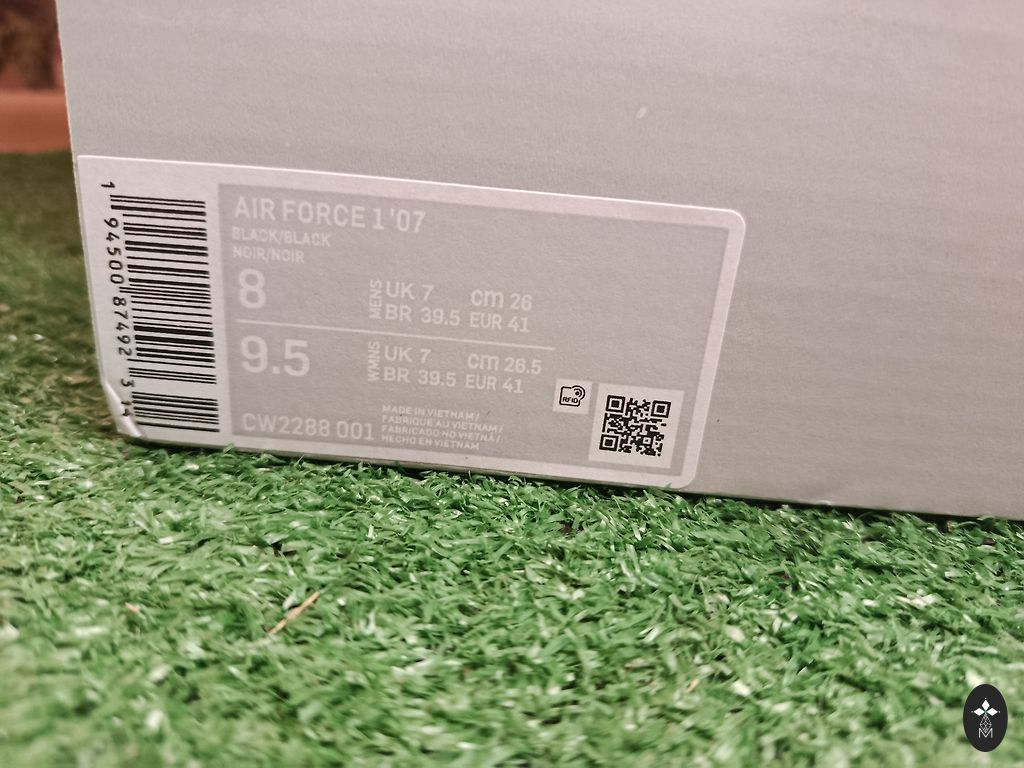 AIR FORCE 1 '07
BLACK/BLACK
NOIR/NOIR
8
MENS
UK 7 cm 26
BR 39.5 EUR 41
9.5
WMNS
UK 7 cm 26.5
BR 39.5 EUR 41
CW2288 001
MADE IN VIETNAM /
FABRIQUE AU VIETNAM /
FABRICADO NO VIETNÃ /
HECHO EN VIETNAM
RFID
1 94500 87492 3
M